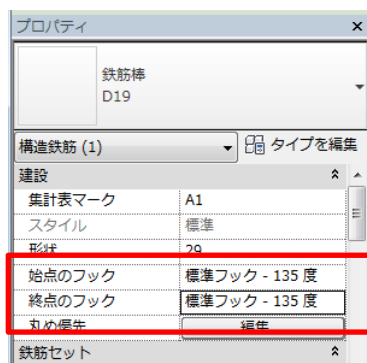 プロパティ
鉄筋棒
D19
構造鉄筋 (1) タイプを編集
建設
集計表マーク A1
スタイル 標準
形状 29
始点のフック 標準フック - 135 度
終点のフック 標準フック - 135 度
丸め優先 編集
鉄筋セット